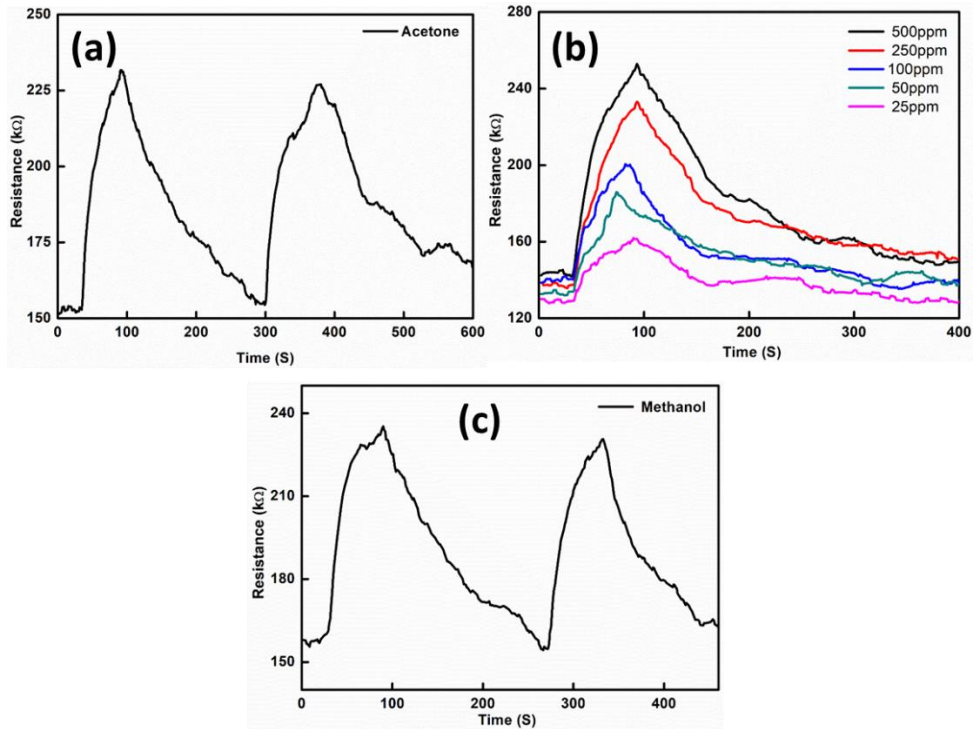 (a)
Acetone
250
225
200
175
150
0 100 200 300 400 500 600
Resistance (kΩ)
Time (S)
(b)
500ppm
250ppm
100ppm
50ppm
25ppm
280
240
200
160
120
0 100 200 300 400
Resistance (kΩ)
Time (S)
(c)
Methanol
240
210
180
150
0 100 200 300 400
Resistance (kΩ)
Time (S)